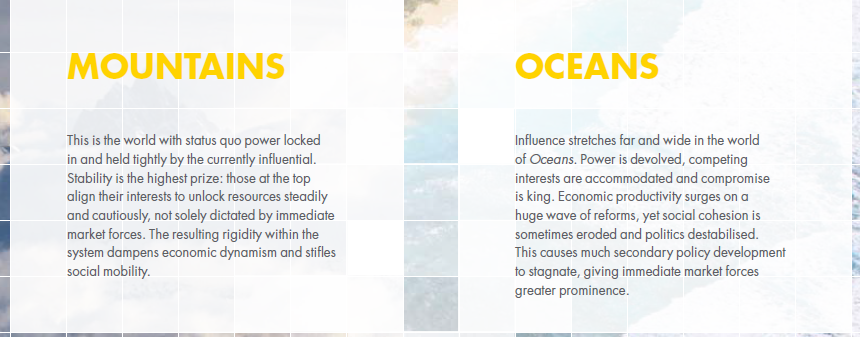 MOUNTAINS
This is the world with status quo power locked
in and held tightly by the currently influential.
Stability is the highest prize: those at the top
align their interests to unlock resources steadily
and cautiously, not solely dictated by immediate
market forces. The resulting rigidity within the
system dampens economic dynamism and stifles
social mobility.
OCEANS
Influence stretches far and wide in the world
of Oceans. Power is devolved, competing
interests are accommodated and compromise
is king. Economic productivity surges on a
huge wave of reforms, yet social cohesion is
sometimes eroded and politics destabilised.
This causes much secondary policy development
to stagnate, giving immediate market forces
greater prominence.